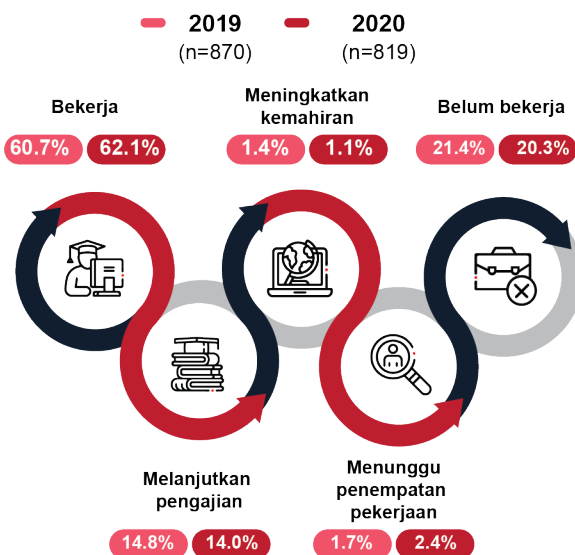 2019 2020
(n=870) (n=819)
Bekerja
60.7% 62.1%
Meningkatkan
kemahiran
1.4% 1.1%
Belum bekerja
21.4% 20.3%
Melanjutkan
pengajian
14.8% 14.0%
Menunggu
penempatan
pekerjaan
1.7% 2.4%